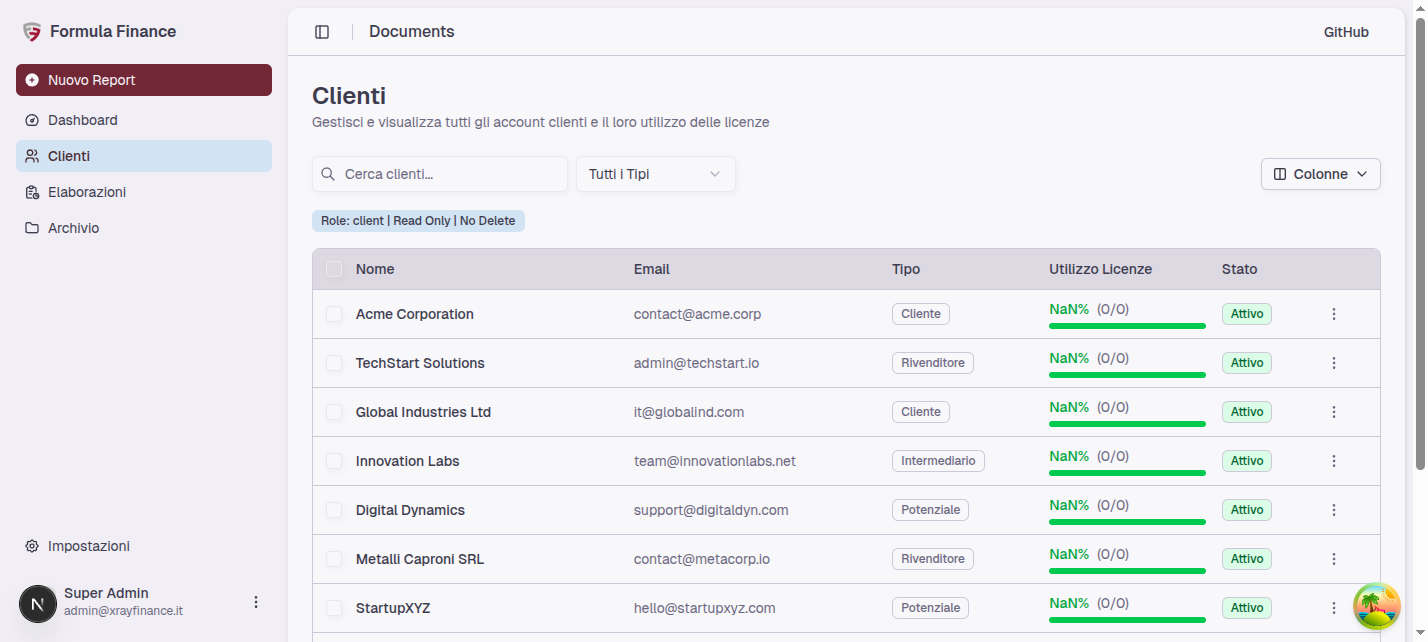 Formula Finance
Nuovo Report
Dashboard
Clienti
Elaborazioni
Archivio
Impostazioni
N
Super Admin
admin@xrayfinance.it
Documents
GitHub
Clienti
Gestisci e visualizza tutti gli account clienti e il loro utilizzo delle licenze
Cerca clienti...
Tutti i Tipi
Colonne
Role: client | Read Only | No Delete
Nome Email Tipo Utilizzo Licenze Stato
Acme Corporation contact@acme.corp Cliente NaN% (0/0) Attivo
TechStart Solutions admin@techstart.io Rivenditore NaN% (0/0) Attivo
Global Industries Ltd it@globalind.com Cliente NaN% (0/0) Attivo
Innovation Labs team@innovationlabs.net Intermediario NaN% (0/0) Attivo
Digital Dynamics support@digitaldyn.com Potenziale NaN% (0/0) Attivo
Metalli Caproni SRL contact@metacorp.io Rivenditore NaN% (0/0) Attivo
StartupXYZ hello@startupxyz.com Potenziale NaN% (0/0) Attivo